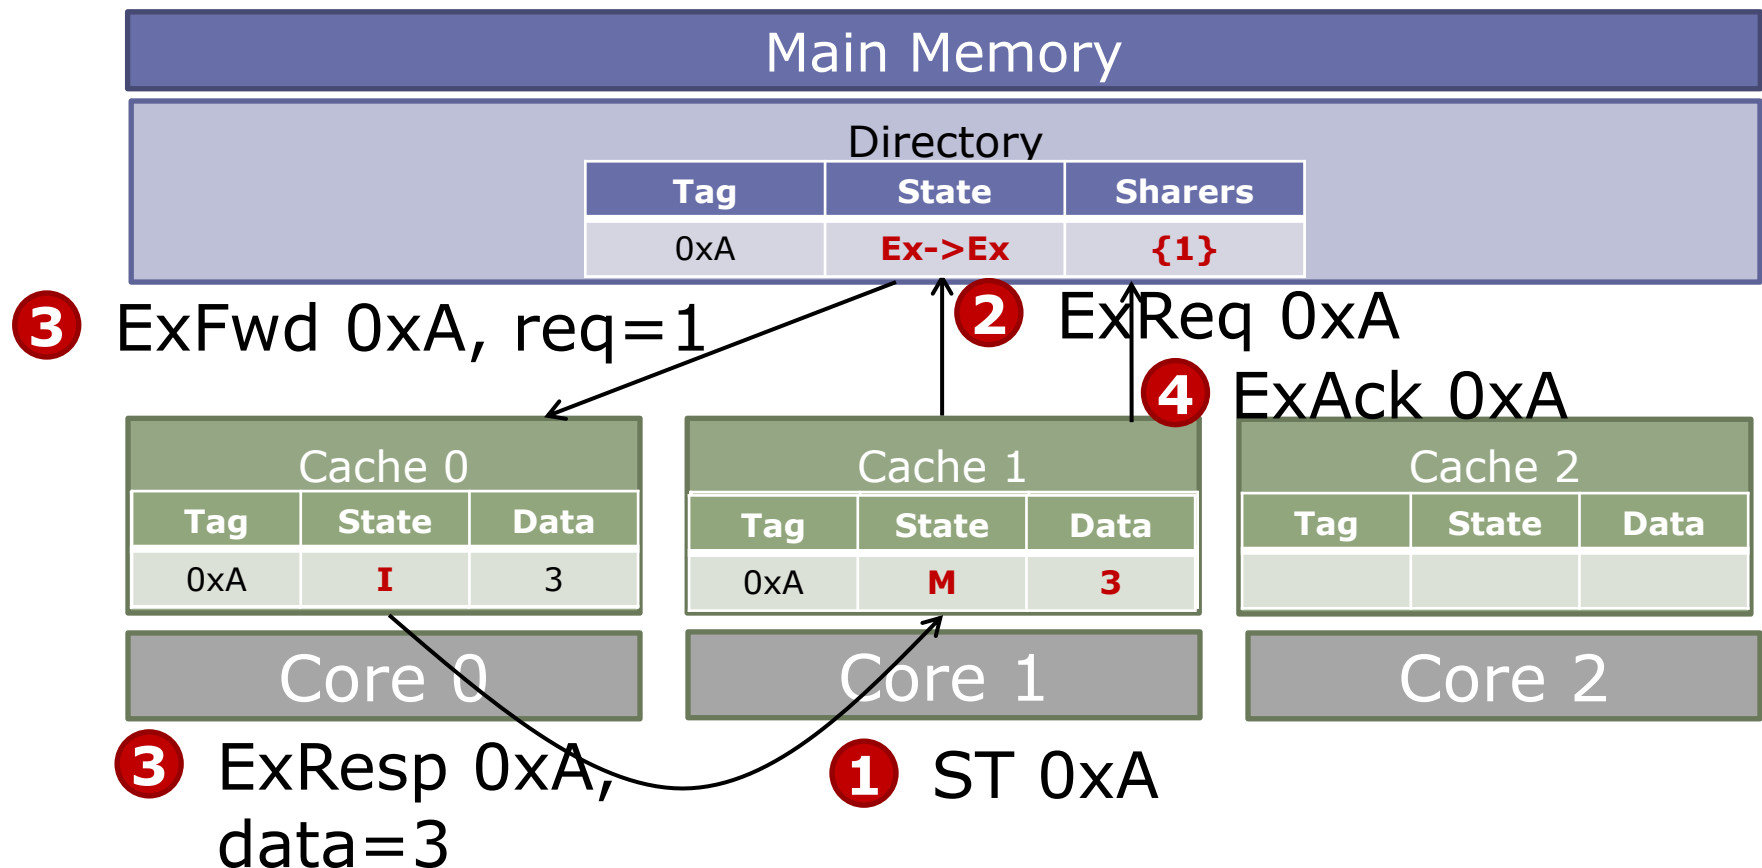 Main Memory
Directory
Tag State Sharers
0xA Ex->Ex {1}
3 ExFwd 0xA, req=1
2 ExReq 0xA
4 ExAck 0xA
Cache 0
Tag State Data
0xA I 3
Cache 1
Tag State Data
0xA M 3
Cache 2
Tag State Data
Core 0
Core 1
Core 2
3 ExResp 0xA,
data=3
1 ST 0xA